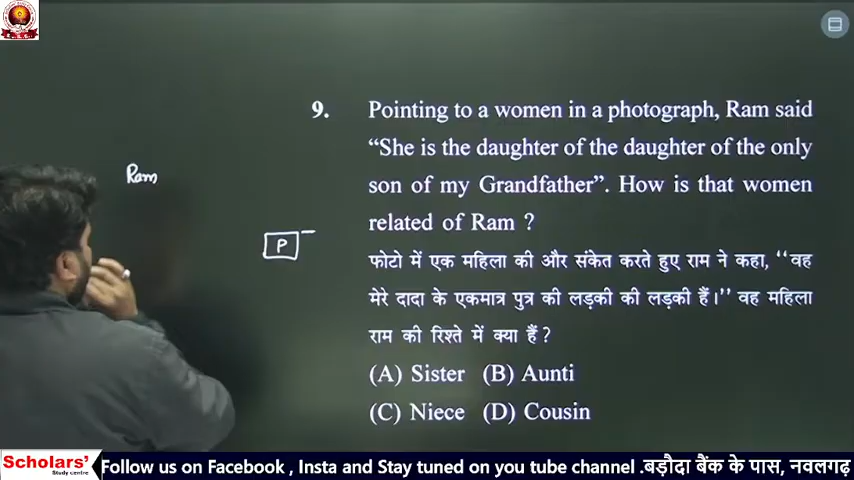 9. Pointing to a women in a photograph, Ram said
“She is the daughter of the daughter of the only
son of my Grandfather”. How is that women
related of Ram ?
फोटो में एक महिला की और संकेत करते हुए राम ने कहा, ‘‘वह
मेरे दादा के एकमात्र पुत्र की लड़की की लड़की हैं।’’ वह महिला
राम की रिश्ते में क्या हैं?
(A) Sister (B) Aunti
(C) Niece (D) Cousin
Ram
P
Scholars’
Study centre
Follow us on Facebook , Insta and Stay tuned on you tube channel .बड़ौदा बैंक के पास, नवलगढ़